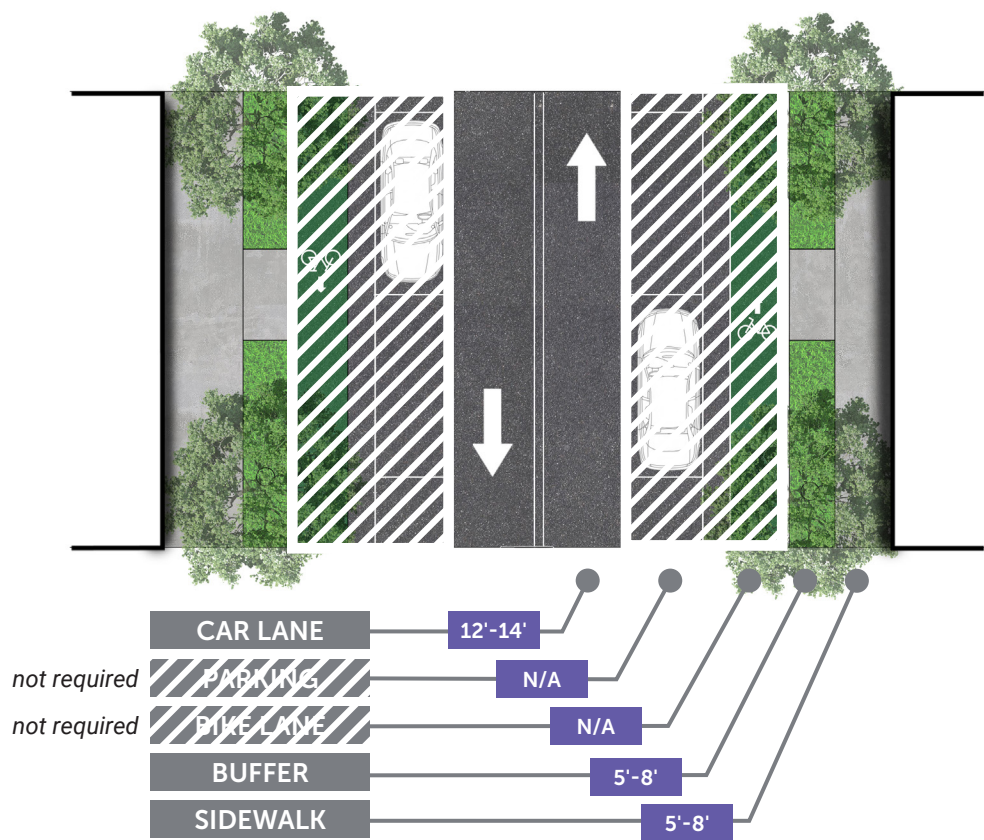 CAR LANE 12'-14'
not required PARKING N/A
not required BIKE LANE N/A
BUFFER 5'-8'
SIDEWALK 5'-8'